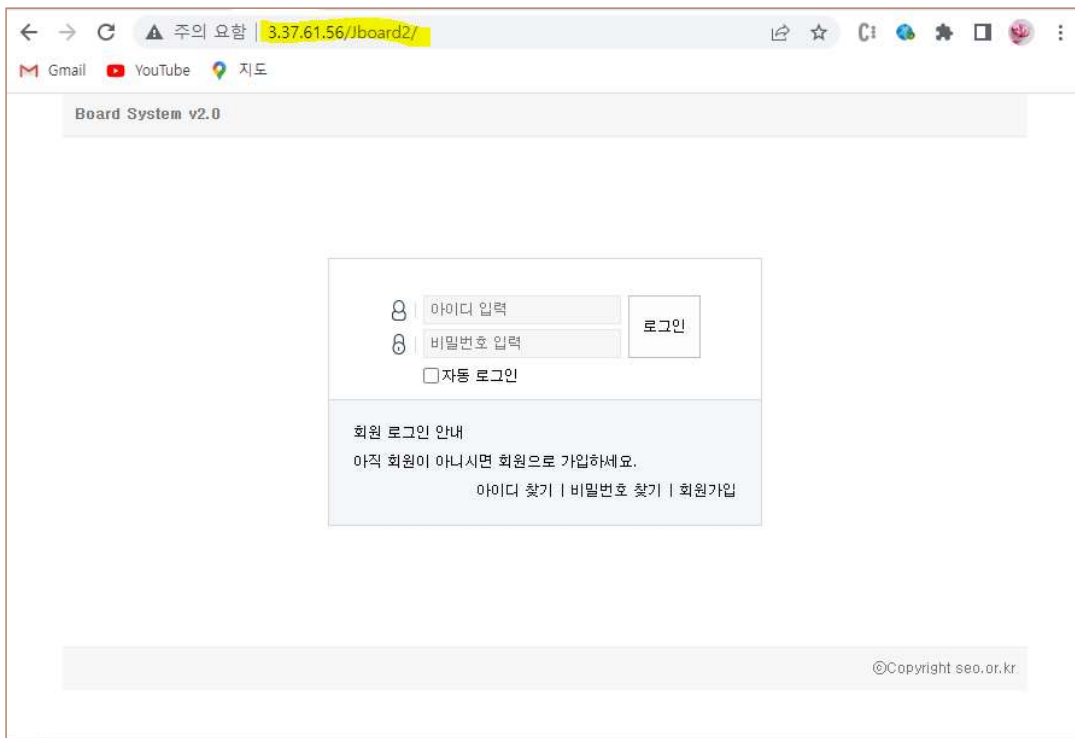 주의 요함 | 3.37.61.56/Jboard2/
Gmail YouTube 지도
Board System v2.0
아이디 입력
비밀번호 입력
로그인
자동 로그인
회원 로그인 안내
아직 회원이 아니시면 회원으로 가입하세요.
아이디 찾기 | 비밀번호 찾기 | 회원가입
ⓒCopyright seo.or.kr